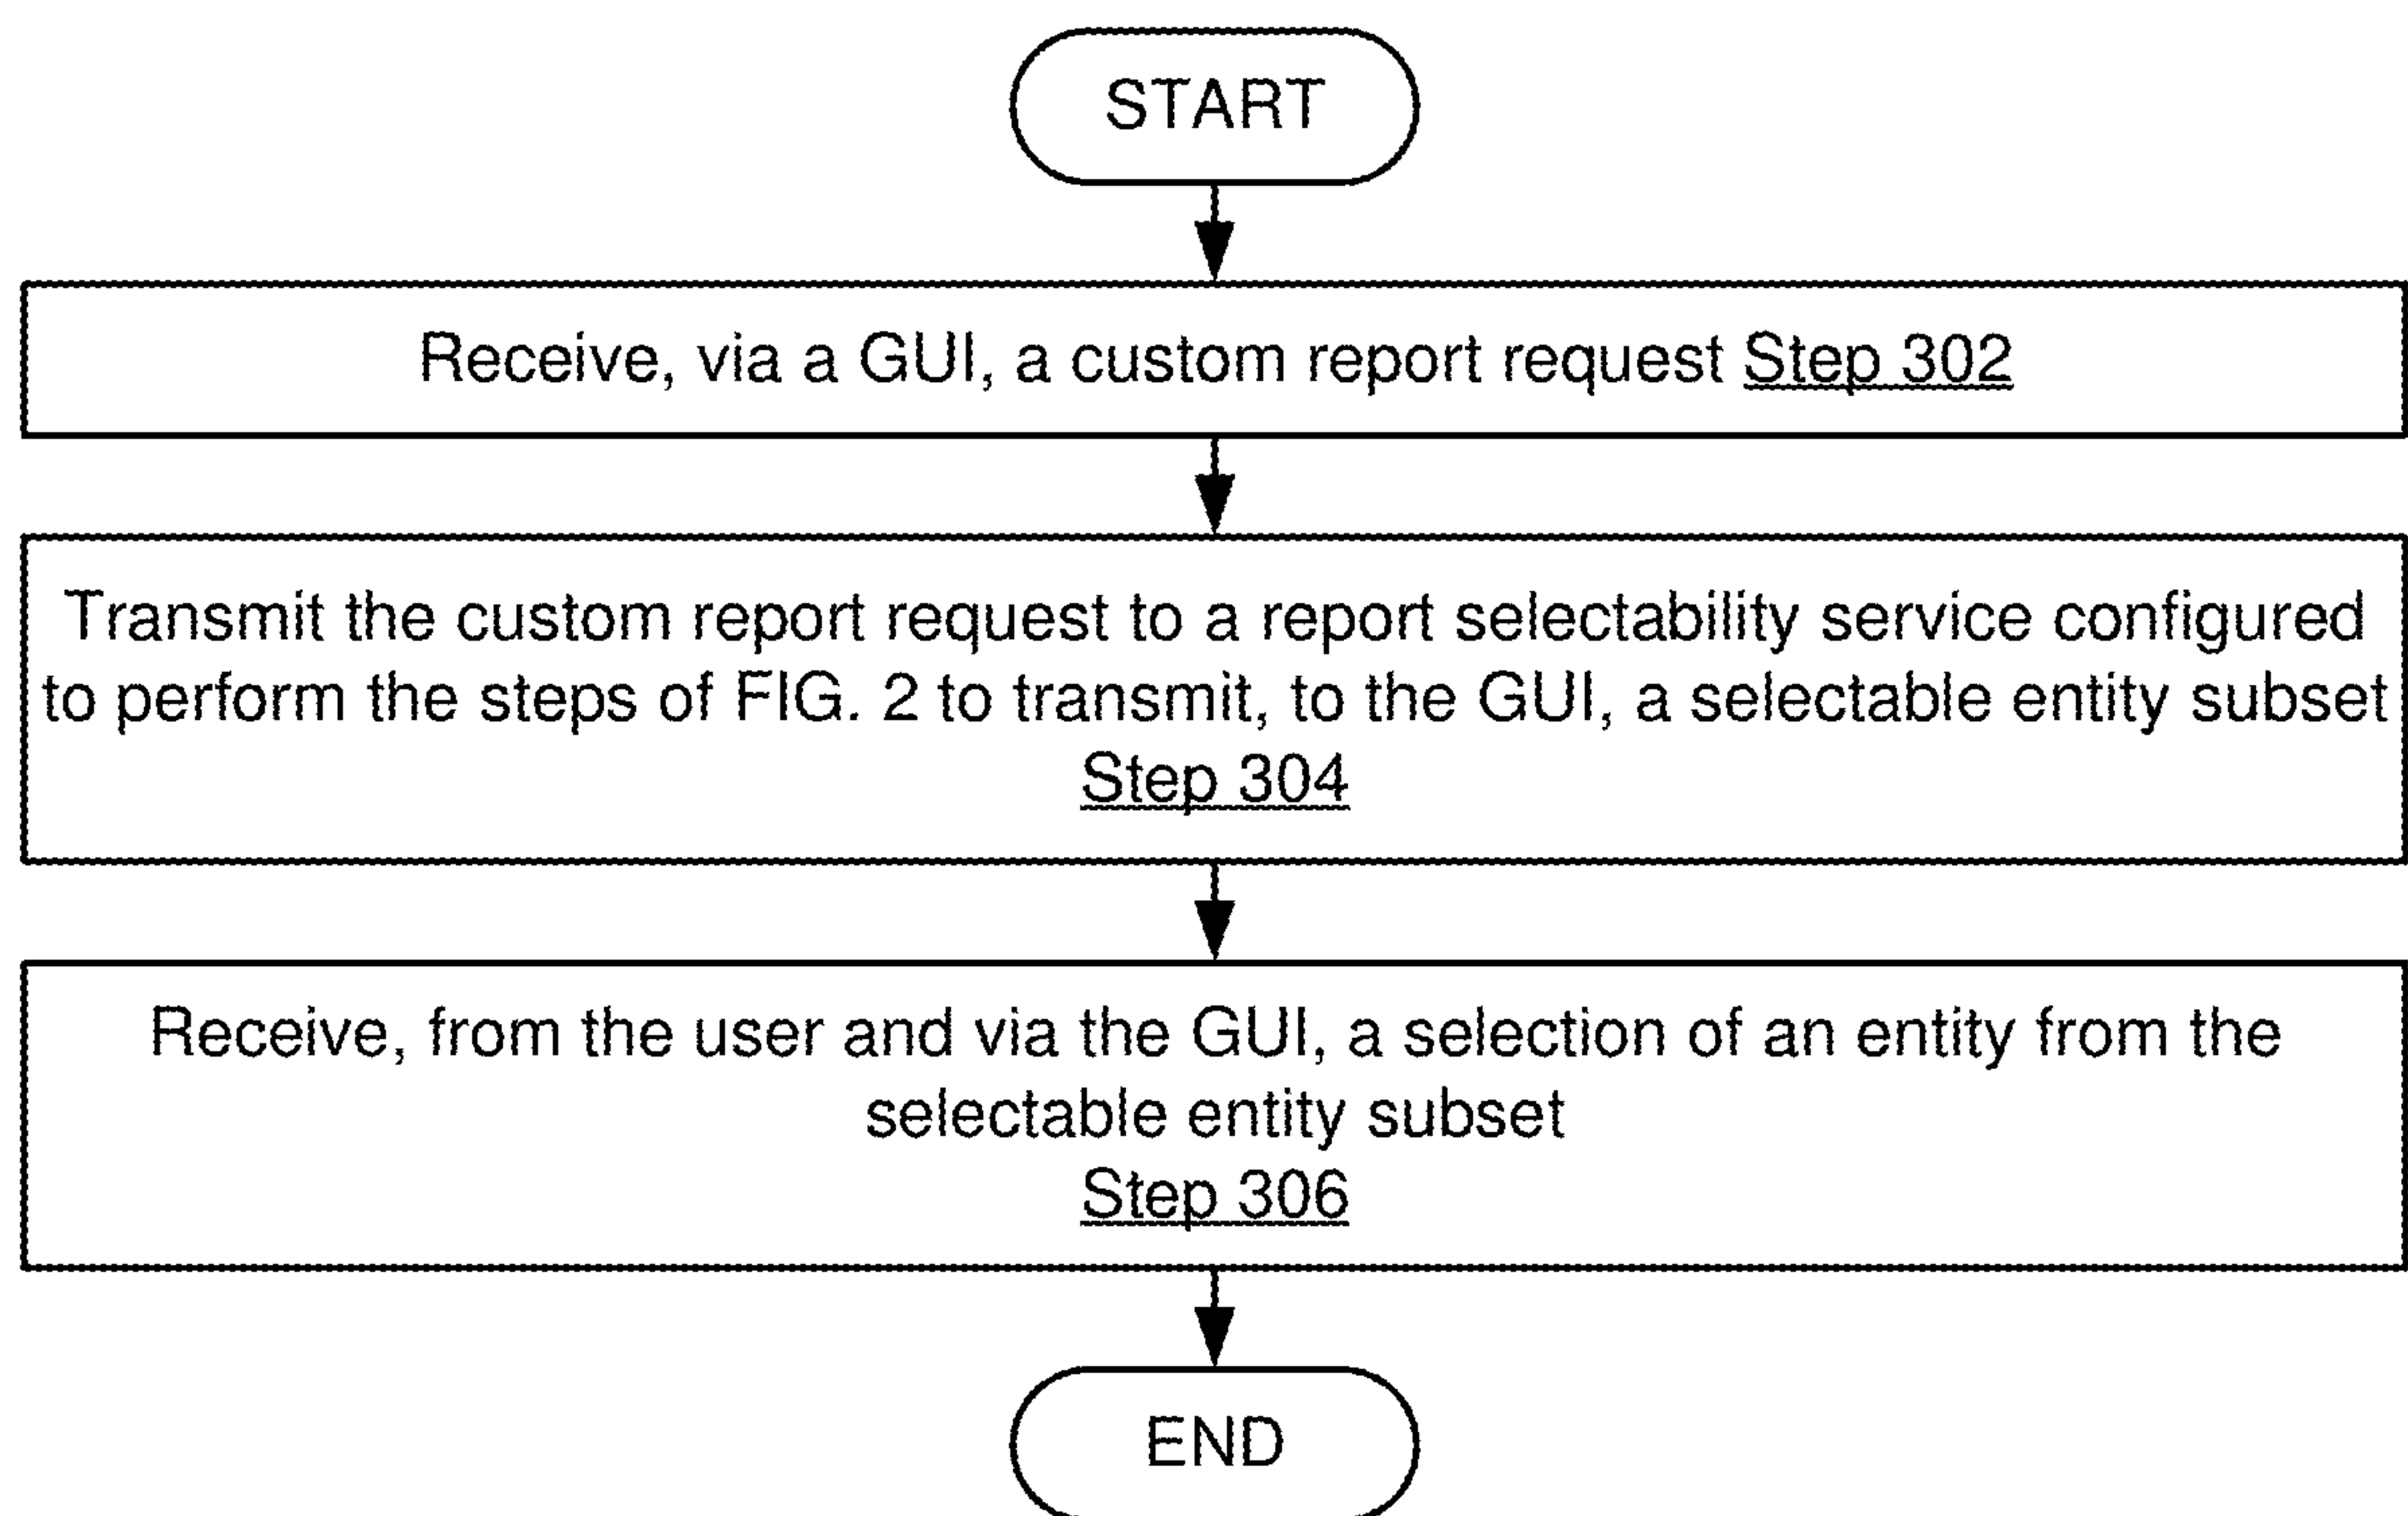 START
Receive, via a GUI, a custom report request Step 302
Transmit the custom report request to a report selectability service configured
to perform the steps of FIG. 2 to transmit, to the GUI, a selectable entity subset
Step 304
Receive, from the user and via the GUI, a selection of an entity from the
selectable entity subset
Step 306
END